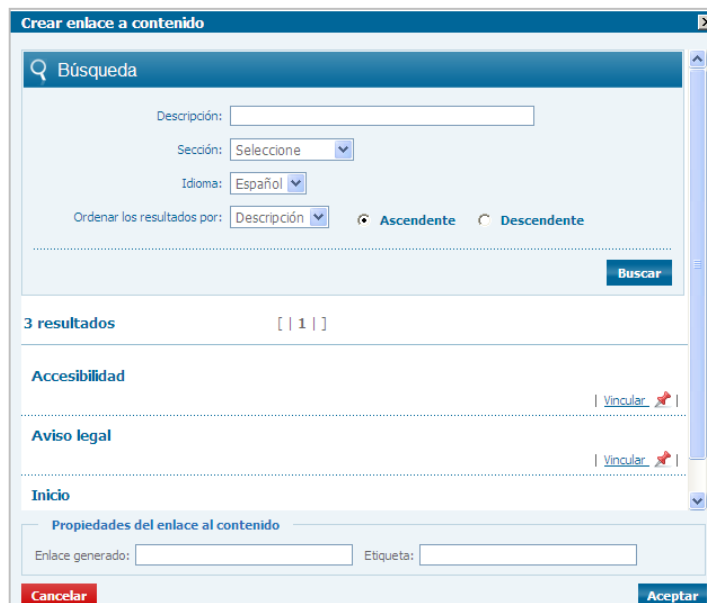 Crear enlace a contenido
Búsqueda
Descripción:
Sección: Seleccione
Idioma: Español
Ordenar los resultados por: Descripción Ascendente Descendente
Buscar
3 resultados [ | 1 | ]
Accesibilidad
| Vincular |
Aviso legal
| Vincular |
Inicio
Propiedades del enlace al contenido
Enlace generado: Etiqueta:
Cancelar Aceptar